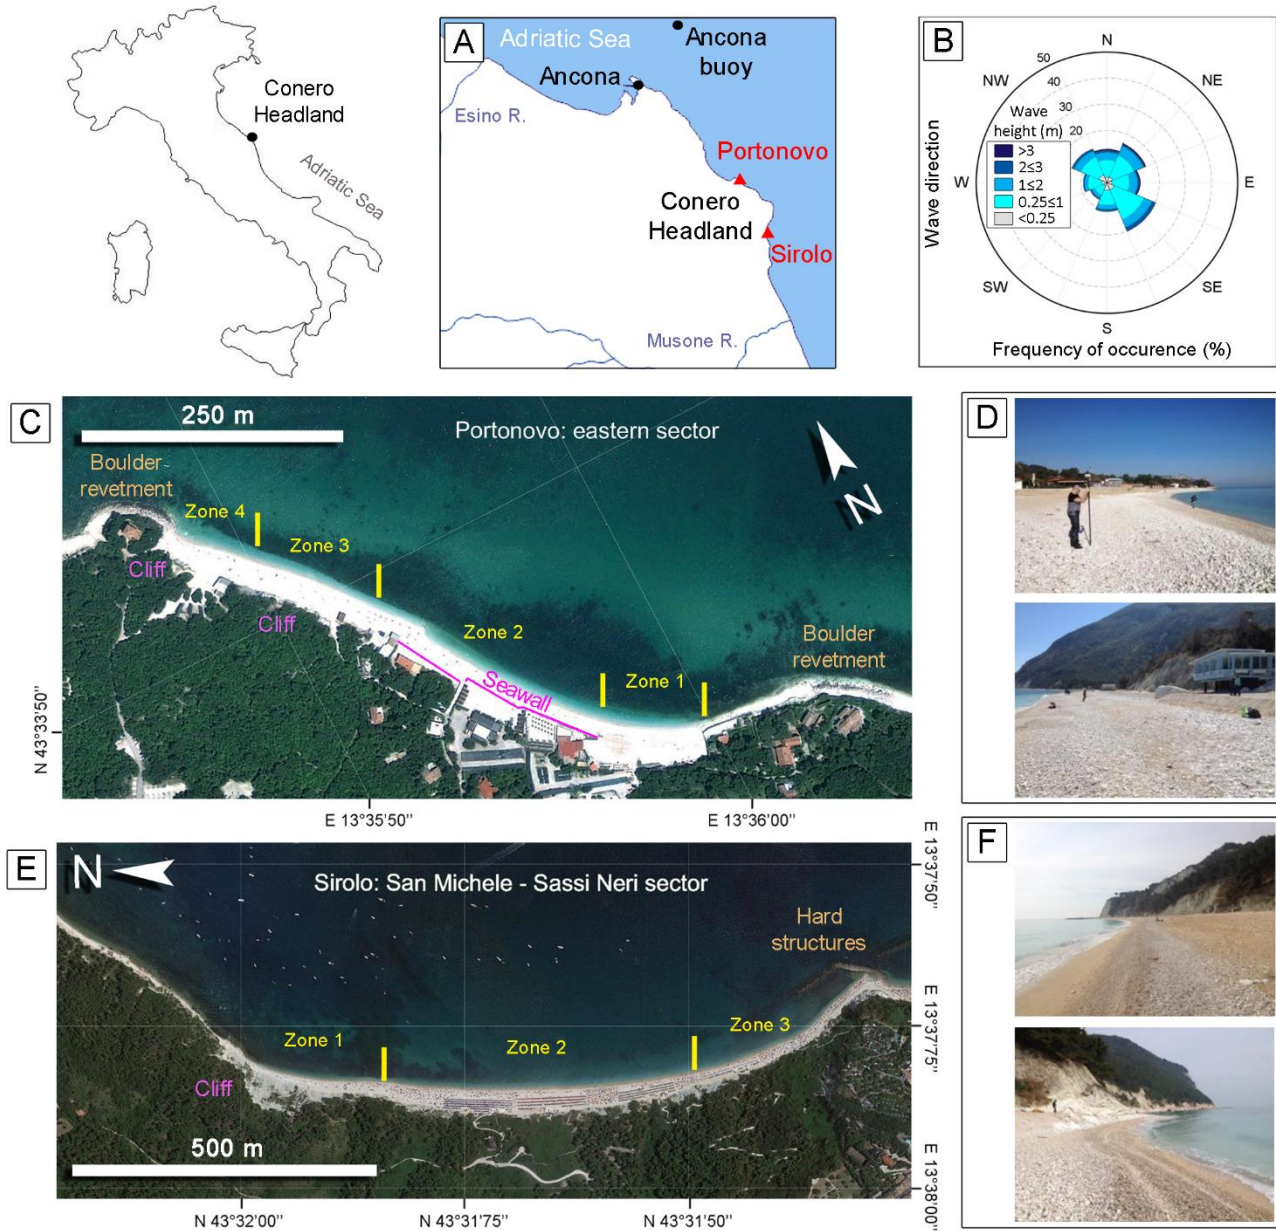 Conero
Headland
Adriatic Sea
A
Adriatic Sea
Ancona
buoy
Ancona
Esino R.
Portonovo
Conero
Headland
Sirolo
Musone R.
B
N
NW
NE
50
40
30
20
Wave
height (m)
>3
2≤3
1≤2
0.25≤1
<0.25
W
E
SW
SE
S
Wave direction
Frequency of occurence (%)
C
250 m
Portonovo: eastern sector
N
Boulder
revetment
Zone 4
Zone 3
Cliff
Cliff
Zone 2
Seawall
Zone 1
Boulder
revetment
N 43°33'50"
E 13°35'50"
E 13°36'00"
D
E
N
Sirolo: San Michele - Sassi Neri sector
Hard
structures
Zone 1
Zone 2
Zone 3
Cliff
500 m
E 13°37'50"
E 13°37'75"
E 13°38'00"
N 43°32'00"
N 43°31'75"
N 43°31'50"
F